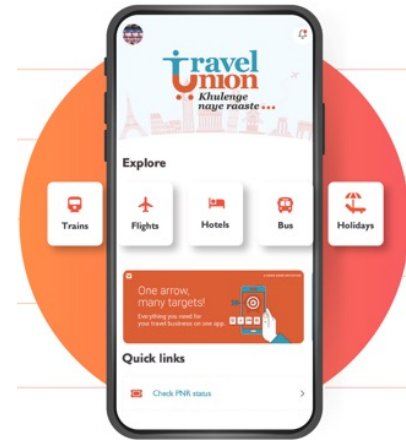 travel
union
Khulenge
naye raaste...
Explore
Trains
Flights
Hotels
Bus
Holidays
One arrow,
many targets!
Everything you need for
your travel business on one app.
Quick links
Check PNR status